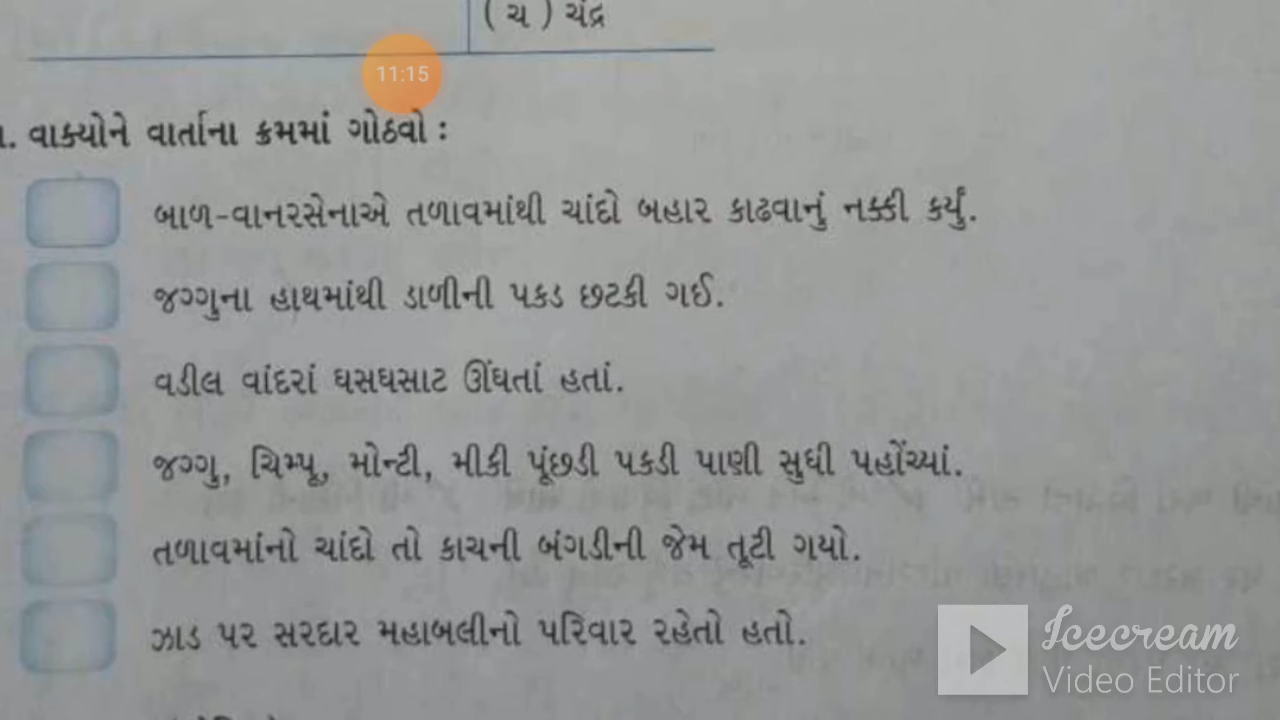 ( ચ ) ચંદ્ર
11:15
. વાક્યોને વાર્તાના ક્રમમાં ગોઠવો :
બાળ-વાનરસેનાએ તળાવમાંથી ચાંદો બહાર કાઢવાનું નક્કી કર્યું.
જગ્ગુના હાથમાંથી ડાળીની પકડ છટકી ગઈ.
વડીલ વાંદરાં ઘસઘસાટ ઊંઘતાં હતાં.
જગ્ગુ, ચિમ્પૂ, મોન્ટી, મીકી પૂંછડી પકડી પાણી સુધી પહોંચ્યાં.
તળાવમાંનો ચાંદો તો કાચની બંગડીની જેમ તૂટી ગયો.
ઝાડ પર સરદાર મહાબલીનો પરિવાર રહેતો હતો.
Icecream
Video Editor